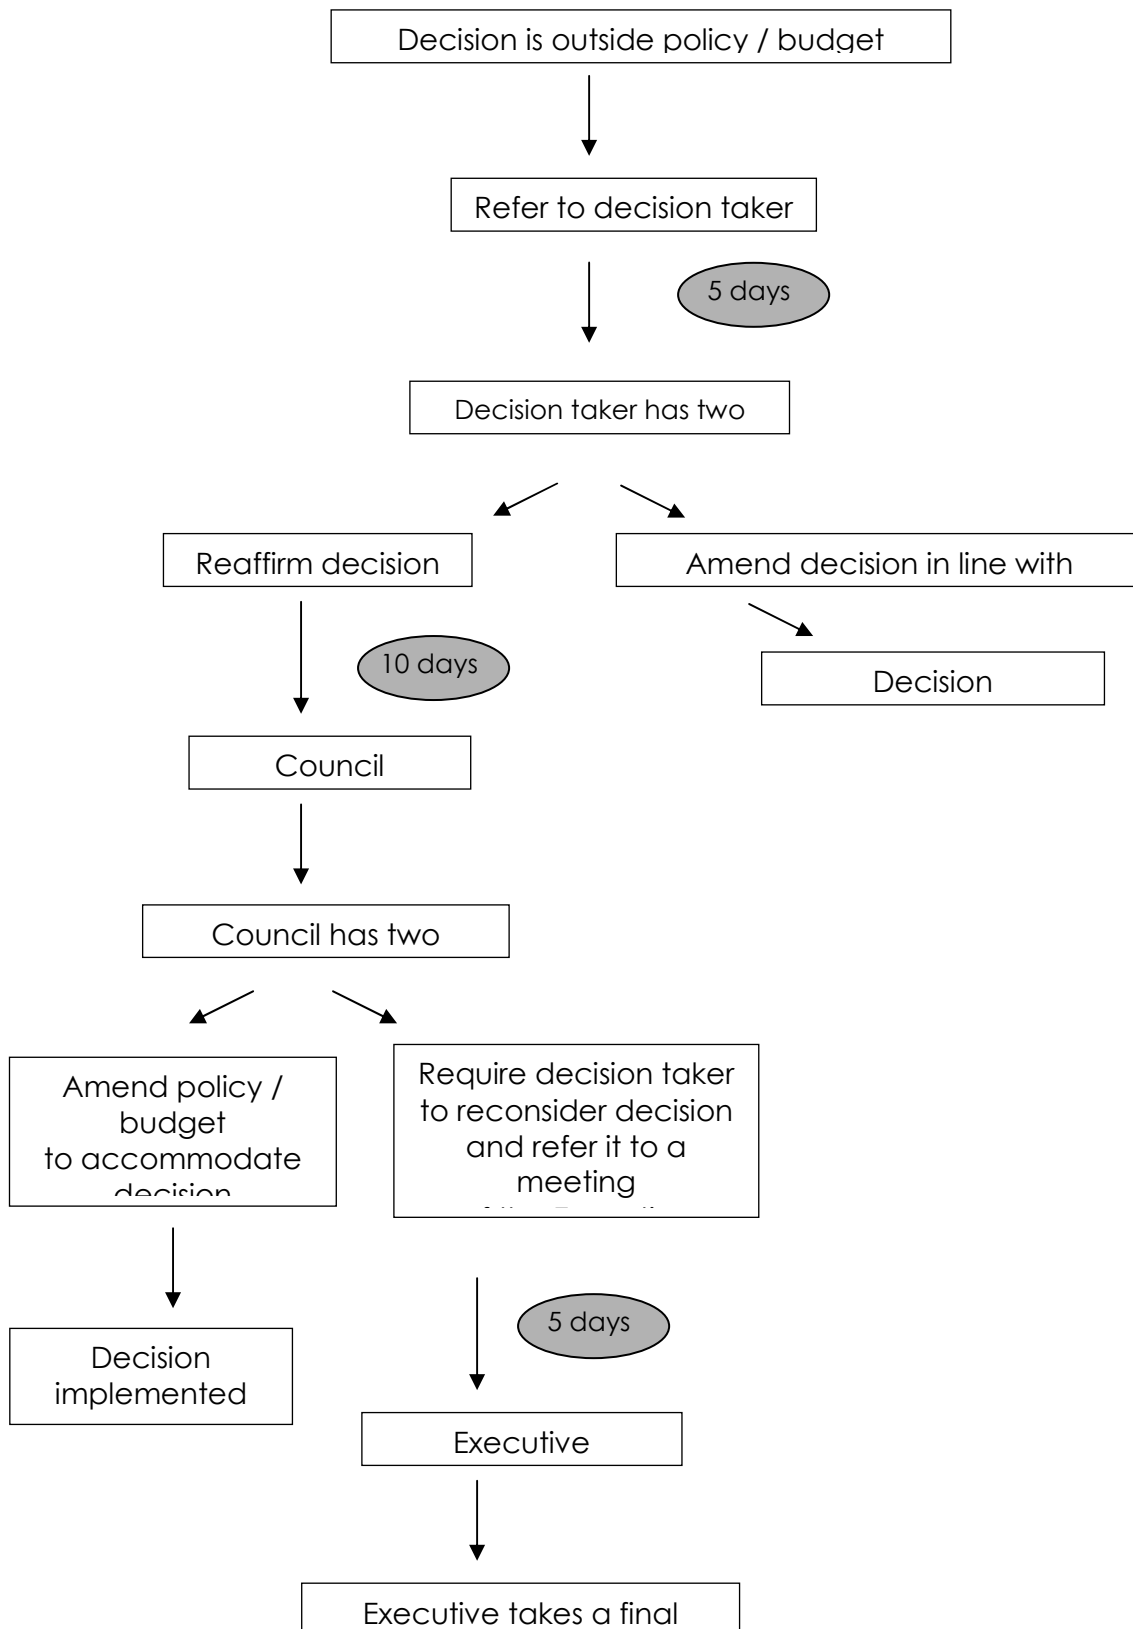 Decision is outside policy / budget
Refer to decision taker
5 days
Decision taker has two
Reaffirm decision
Amend decision in line with
10 days
Decision
Council
Council has two
Amend policy /
budget
to accommodate
decision
Require decision taker
to reconsider decision
and refer it to a
meeting
Decision
implemented
5 days
Executive
Executive takes a final